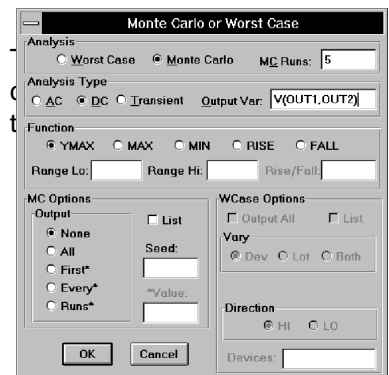 Monte Carlo or Worst Case
Analysis
Worst Case Monte Carlo MC Runs: 5
Analysis Type
AC DC Transient Output Var: V(OUT1,OUT2)
Function
YMAX MAX MIN RISE FALL
Range Lo: Range Hi: Rise/Fall:
MC Options
Output
None
All
First*
Every*
Runs*
List
Seed:
*Value:
OK Cancel
WCase Options
Output All List
Vary
Dev Lot Both
Direction
HI LO
Devices: